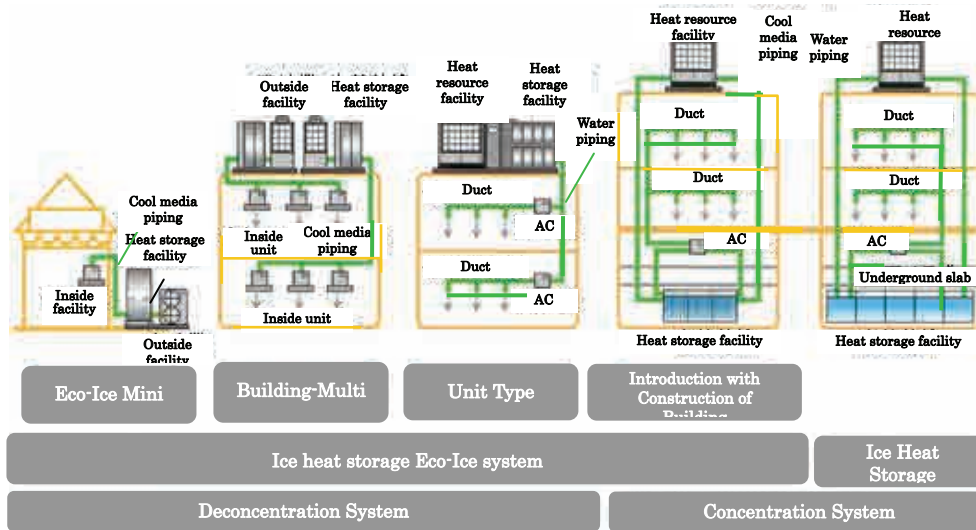 Heat resource
facility
Cool
media
piping
Water
piping
Heat
resource
Outside
facility
Heat storage
facility
Heat
resource
facility
Heat
storage
facility
Water
piping
Duct
Duct
Duct
Duct
Duct
Duct
AC
AC
AC
AC
Cool media
piping
Heat storage
facility
Inside
facility
Outside
facility
Inside
unit
Cool media
piping
Inside unit
Underground slab
Heat storage facility
Heat storage facility
Eco-Ice Mini
Building-Multi
Unit Type
Introduction with
Construction of
Building
Ice heat storage Eco-Ice system
Ice Heat
Storage
Deconcentration System
Concentration System